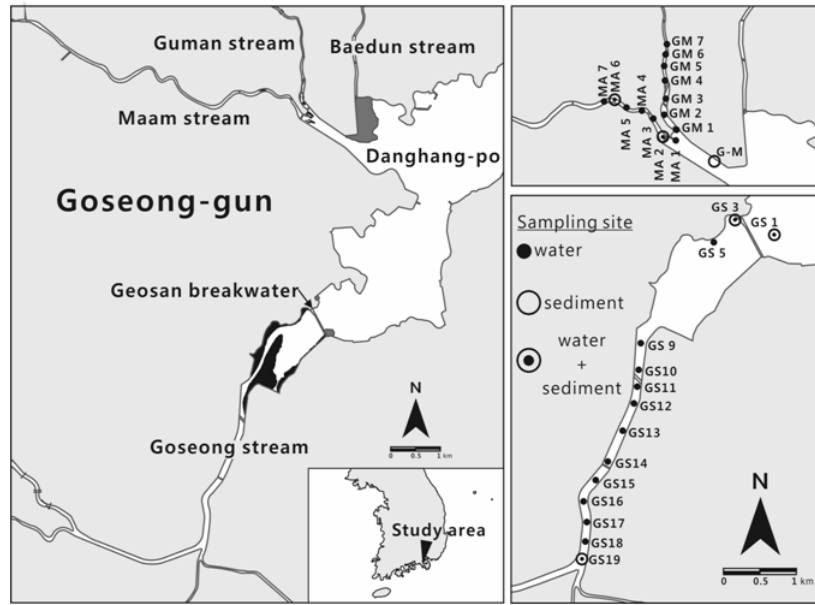 Guman stream
Baedun stream
Maam stream
Danghang-po
Goseong-gun
Geosan breakwater
N
0 0.5 1 km
Goseong stream
Study area
GM 7
GM 6
GM 5
GM 4
GM 3
GM 2
GM 1
G-M
MA 7
MA 6
MA 5
MA 4
MA 3
MA 2
MA 1
Sampling site
water
sediment
water
+
sediment
GS 3
GS 1
GS 5
GS 9
GS10
GS11
GS12
GS13
GS14
GS15
GS16
GS17
GS18
GS19
N
0 0.5 1 km